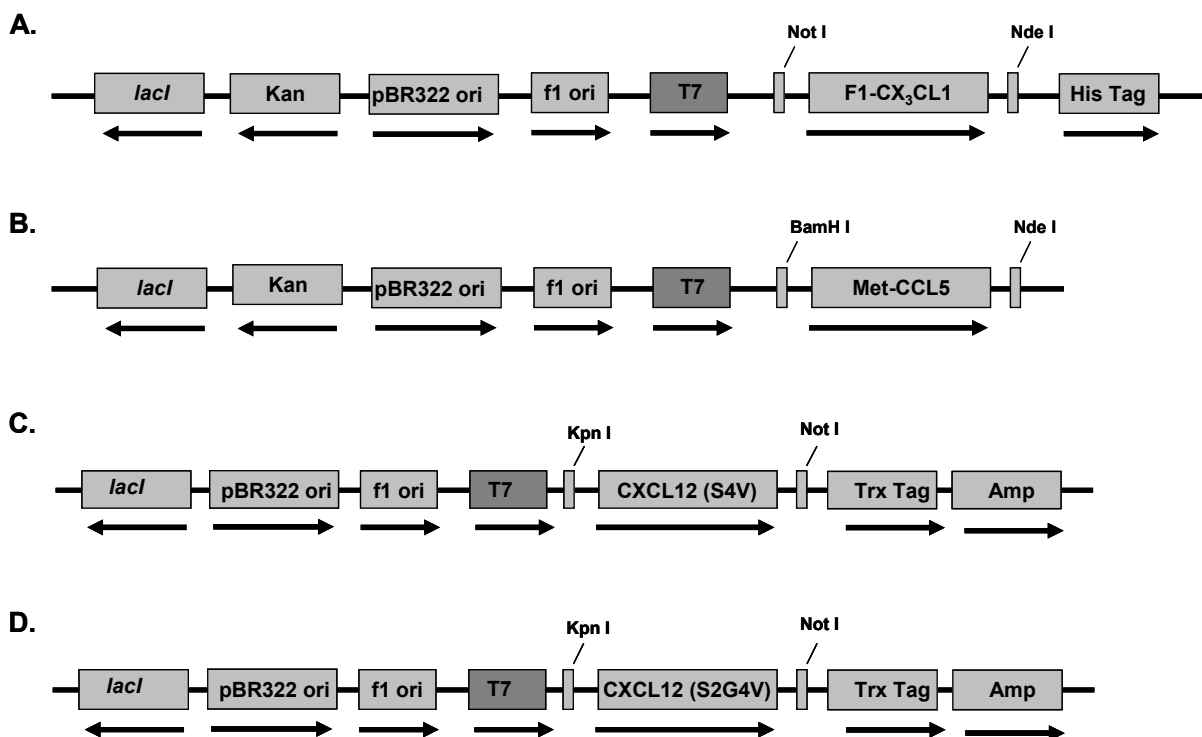 A.
Not I
Nde I
lacI Kan pBR322 ori f1 ori T7 F1-CX₃CL1 His Tag
B.
BamH I
Nde I
lacI Kan pBR322 ori f1 ori T7 Met-CCL5
C.
Kpn I
Not I
lacI pBR322 ori f1 ori T7 CXCL12 (S4V) Trx Tag Amp
D.
Kpn I
Not I
lacI pBR322 ori f1 ori T7 CXCL12 (S2G4V) Trx Tag Amp